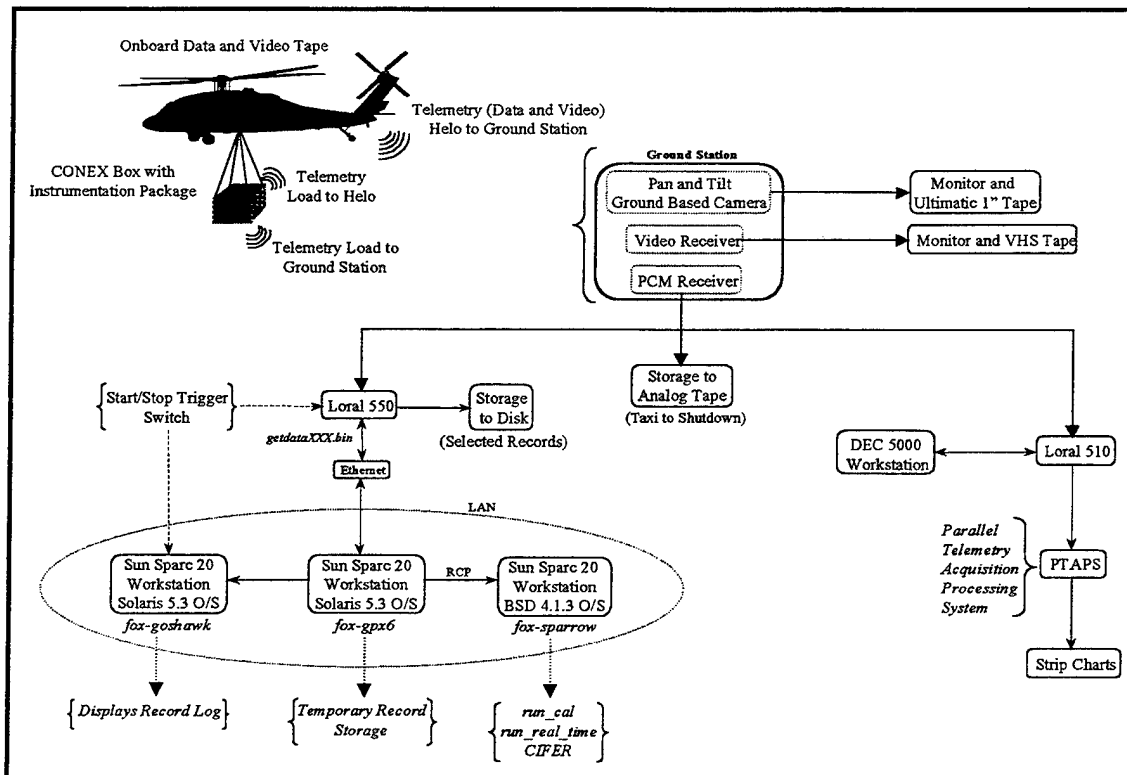 Onboard Data and Video Tape
Telemetry (Data and Video)
Helo to Ground Station
CONEX Box with
Instrumentation Package
Telemetry
Load to Helo
Telemetry Load to
Ground Station
Ground Station
Pan and Tilt
Ground Based Camera
Monitor and
Ultimatic 1" Tape
Video Receiver
Monitor and VHS Tape
PCM Receiver
Start/Stop Trigger
Switch
Loral 550
Storage
to Disk
(Selected Records)
Storage to
Analog Tape
(Taxi to Shutdown)
getdataXXX.bin
Ethernet
DEC 5000
Workstation
Loral 510
LAN
Sun Sparc 20
Workstation
Solaris 5.3 O/S
fox-goshawk
Sun Sparc 20
Workstation
Solaris 5.3 O/S
fox-gpx6
RCP
Sun Sparc 20
Workstation
BSD 4.1.3 O/S
fox-sparrow
Parallel
Telemetry
Acquisition
Processing
System
PTAPS
Strip Charts
{Displays Record Log}
Temporary Record
Storage
run_cal
run_real_time
CIFER